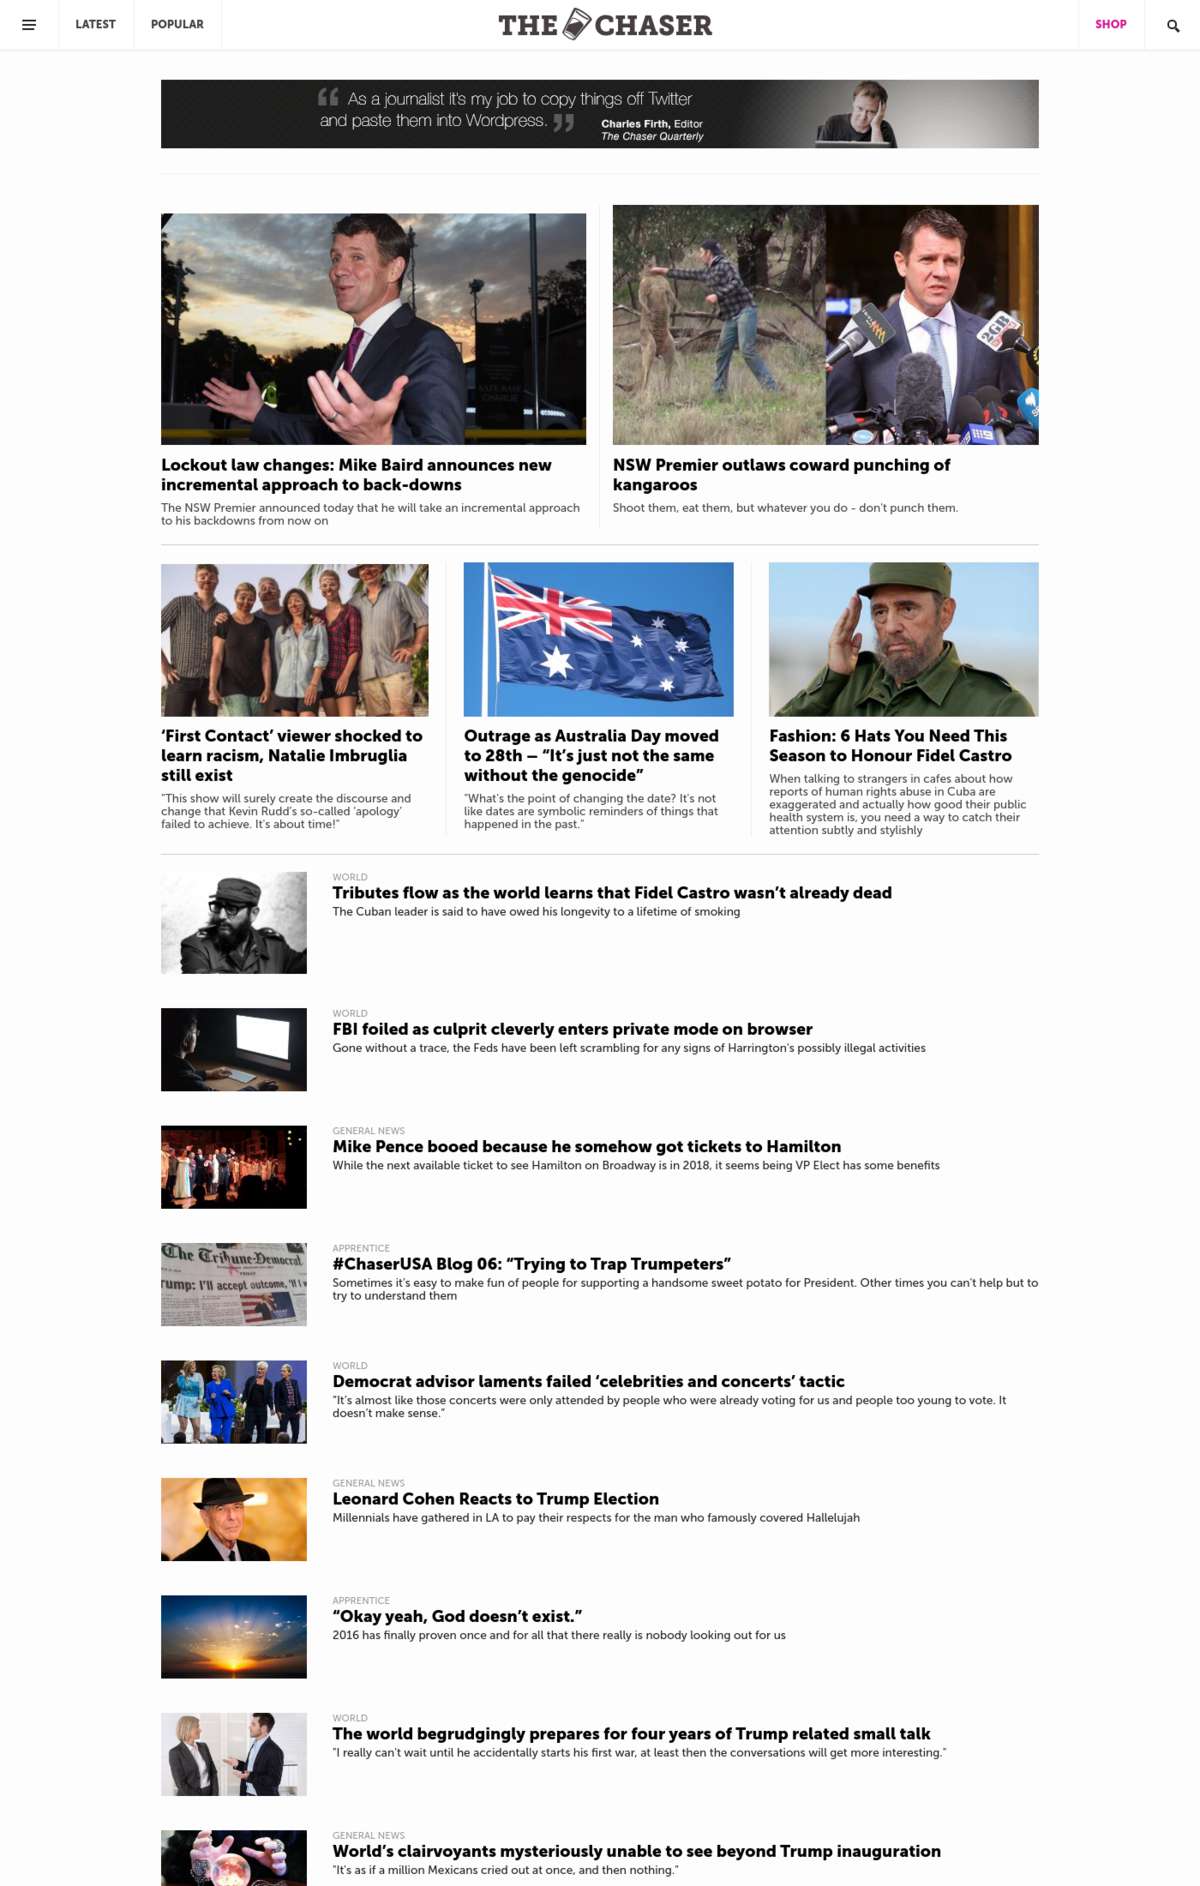 LATEST
POPULAR
THE CHASER
SHOP
“ As a journalist it's my job to copy things off Twitter
and paste them into Wordpress. ”
Charles Firth, Editor
The Chaser Quarterly
2GB
9
Lockout law changes: Mike Baird announces new
incremental approach to back-downs
The NSW Premier announced today that he will take an incremental approach
to his backdowns from now on
NSW Premier outlaws coward punching of
kangaroos
Shoot them, eat them, but whatever you do - don't punch them.
‘First Contact’ viewer shocked to
learn racism, Natalie Imbruglia
still exist
"This show will surely create the discourse and
change that Kevin Rudd's so-called 'apology'
failed to achieve. It's about time!"
Outrage as Australia Day moved
to 28th – “It’s just not the same
without the genocide”
"What's the point of changing the date? It's not
like dates are symbolic reminders of things that
happened in the past."
Fashion: 6 Hats You Need This
Season to Honour Fidel Castro
When talking to strangers in cafes about how
reports of human rights abuse in Cuba are
exaggerated and actually how good their public
health system is, you need a way to catch their
attention subtly and stylishly
WORLD
Tributes flow as the world learns that Fidel Castro wasn’t already dead
The Cuban leader is said to have owed his longevity to a lifetime of smoking
WORLD
FBI foiled as culprit cleverly enters private mode on browser
Gone without a trace, the Feds have been left scrambling for any signs of Harrington's possibly illegal activities
GENERAL NEWS
Mike Pence booed because he somehow got tickets to Hamilton
While the next available ticket to see Hamilton on Broadway is in 2018, it seems being VP Elect has some benefits
The Tribune-Democrat
ump: I'll accept outcome, 'If I
APPRENTICE
#ChaserUSA Blog 06: “Trying to Trap Trumpeters”
Sometimes it's easy to make fun of people for supporting a handsome sweet potato for President. Other times you can't help but to
try to understand them
WORLD
Democrat advisor laments failed ‘celebrities and concerts’ tactic
"It's almost like those concerts were only attended by people who were already voting for us and people too young to vote. It
doesn't make sense."
GENERAL NEWS
Leonard Cohen Reacts to Trump Election
Millennials have gathered in LA to pay their respects for the man who famously covered Hallelujah
APPRENTICE
“Okay yeah, God doesn’t exist.”
2016 has finally proven once and for all that there really is nobody looking out for us
WORLD
The world begrudgingly prepares for four years of Trump related small talk
"I really can't wait until he accidentally starts his first war, at least then the conversations will get more interesting."
GENERAL NEWS
World’s clairvoyants mysteriously unable to see beyond Trump inauguration
"It's as if a million Mexicans cried out at once, and then nothing."